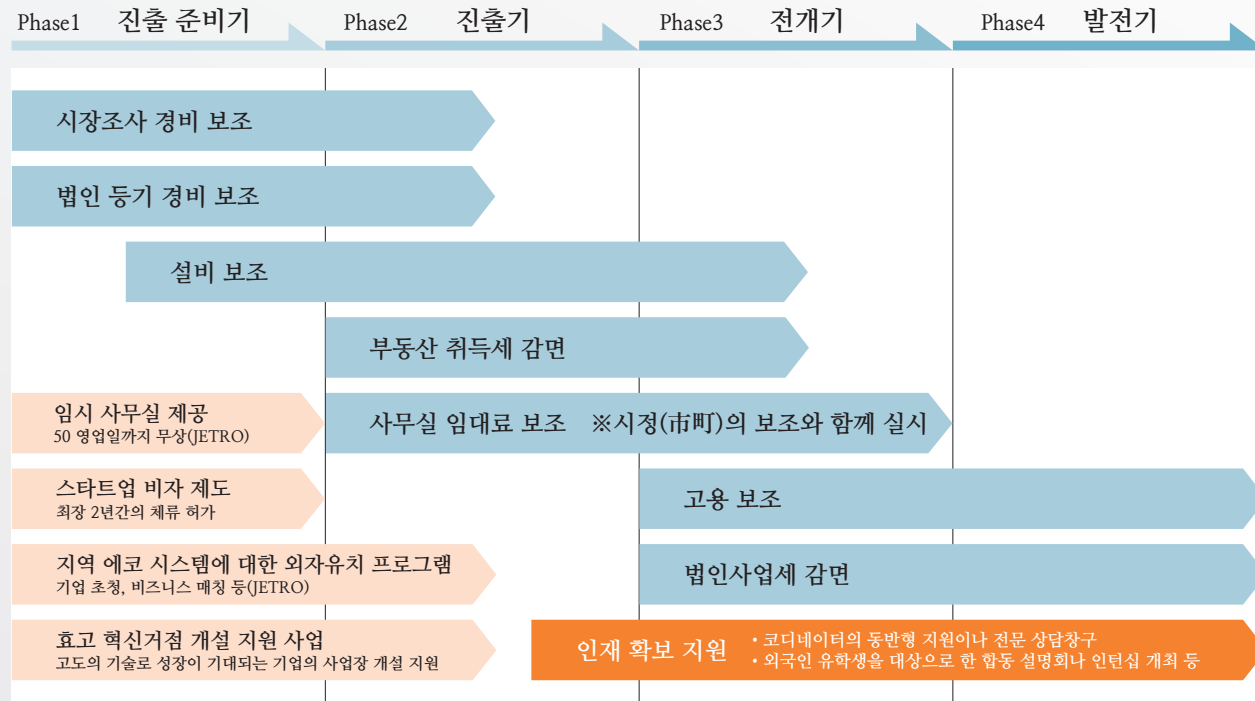 Phase1 진출 준비기
Phase2 진출기
Phase3 전개기
Phase4 발전기
시장조사 경비 보조
법인 등기 경비 보조
설비 보조
부동산 취득세 감면
임시 사무실 제공
50 영업일까지 무상(JETRO)
사무실 임대료 보조 ※시정(市町)의 보조와 함께 실시
스타트업 비자 제도
최장 2년간의 체류 허가
고용 보조
지역 에코 시스템에 대한 외자유치 프로그램
기업 초청, 비즈니스 매칭 등(JETRO)
법인사업세 감면
효고 혁신거점 개설 지원 사업
고도의 기술로 성장이 기대되는 기업의 사업장 개설 지원
인재 확보 지원
• 코디네이터의 동반형 지원이나 전문 상담창구
• 외국인 유학생을 대상으로 한 합동 설명회나 인턴십 개최 등